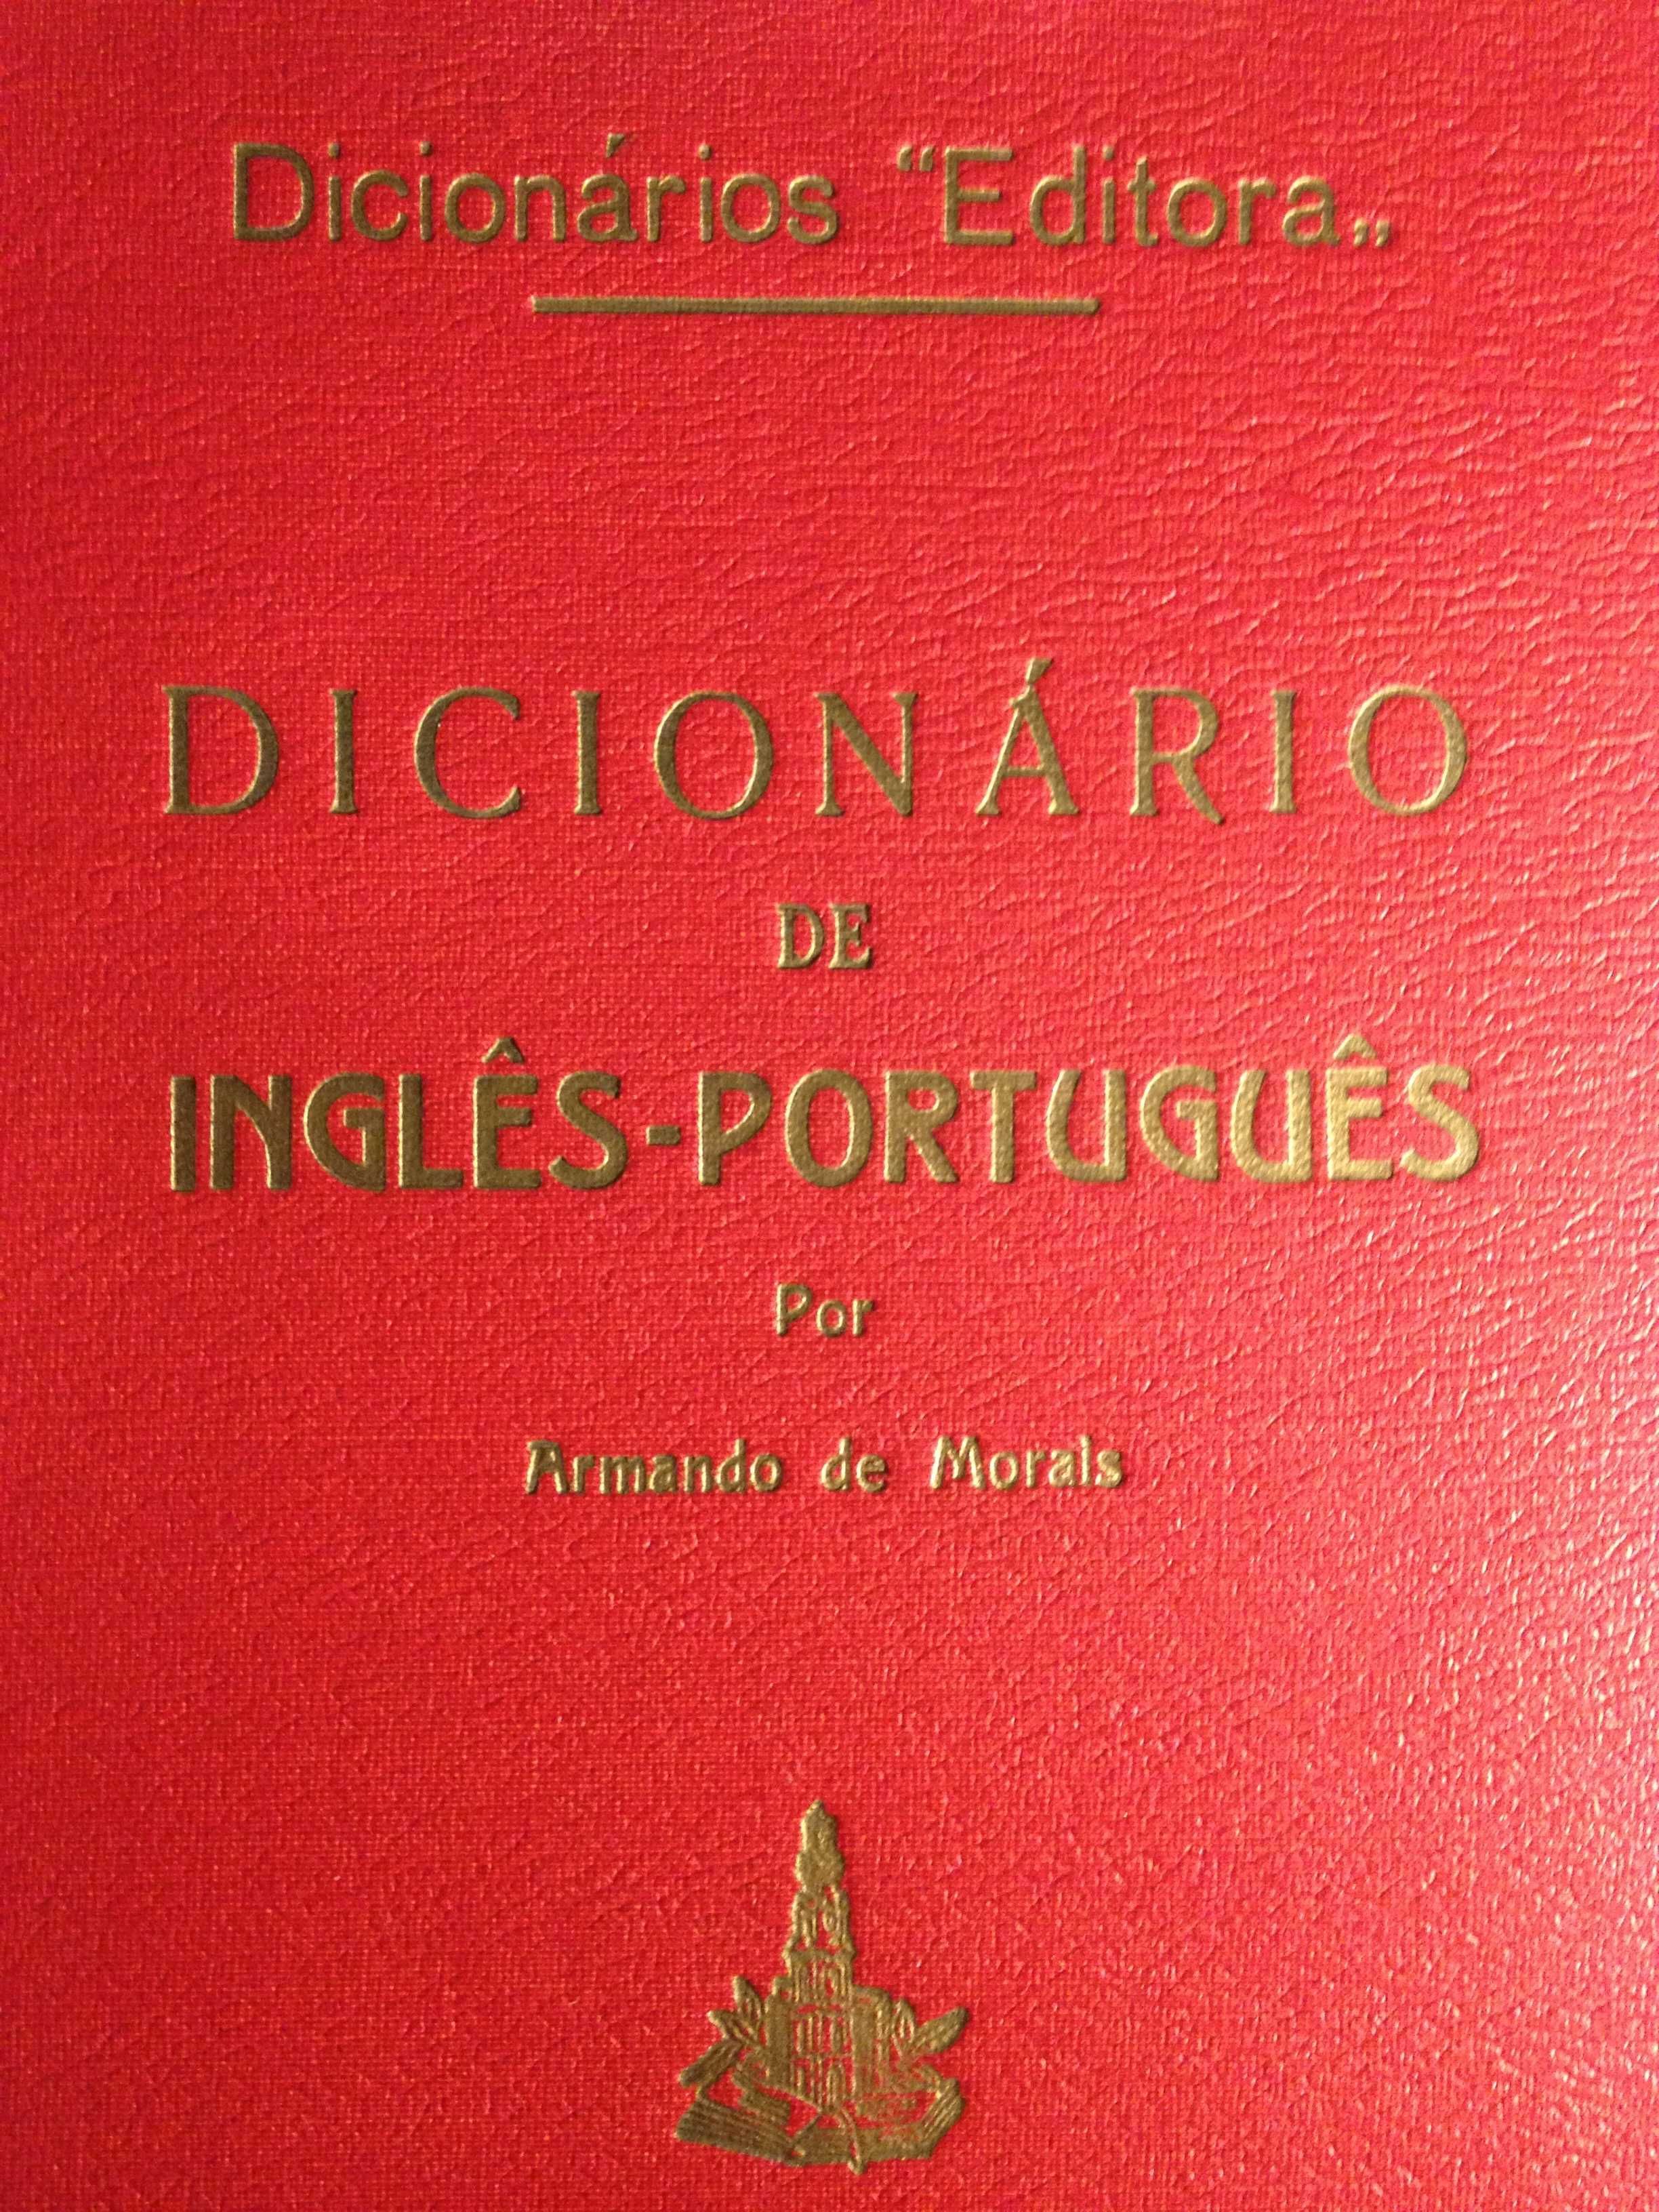 Dicionários “Editora„
DICIONÁRIO
DE
INGLÊS-PORTUGUÊS
Por
Armando de Morais